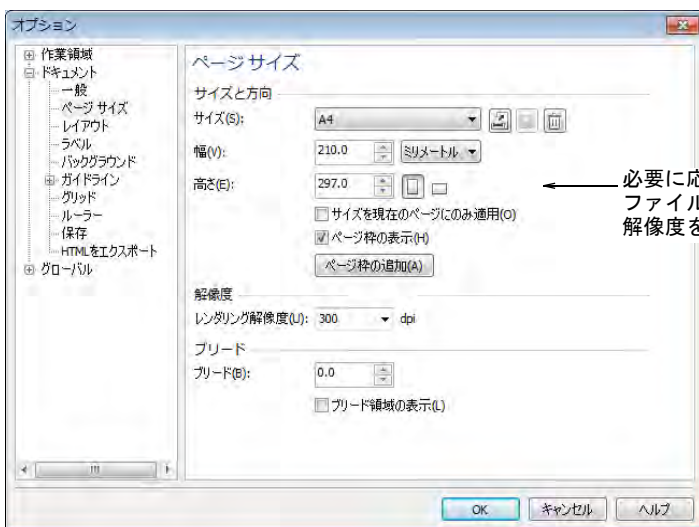 オプション
作業領域
ドキュメント
一般
ページ サイズ
レイアウト
ラベル
バックグラウンド
ガイドライン
グリッド
ルーラー
保存
HTMLをエクスポート
グローバル
ページ サイズ
サイズと方向
サイズ(S): A4
幅(V): 210.0 ミリメートル
高さ(E): 297.0
サイズを現在のページにのみ適用(O)
ページ枠の表示(H)
ページ枠の追加(A)
解像度
レンダリング解像度(U): 300 dpi
ブリード
ブリード(B): 0.0
ブリード領域の表示(L)
必要に応
ファイル
解像度を
OK キャンセル ヘルプ